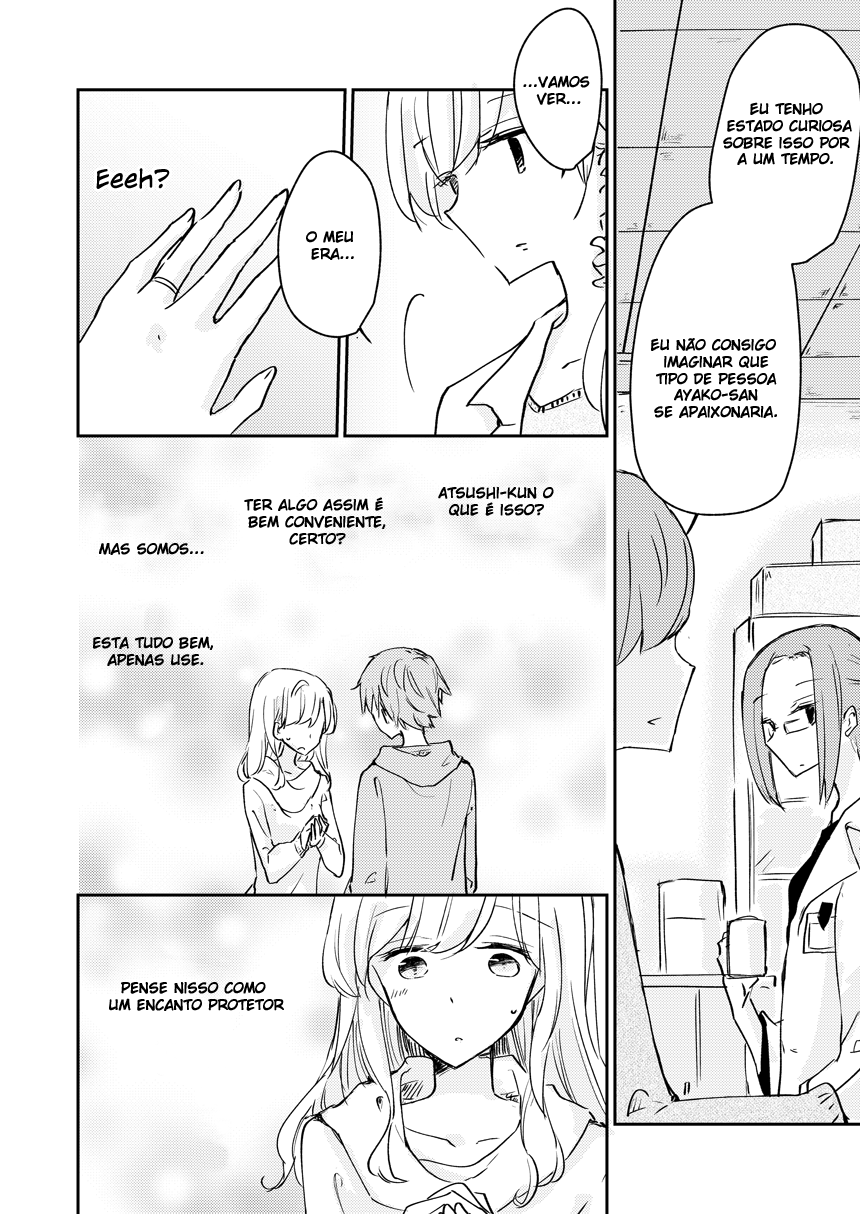 EU TENHO
ESTADO CURIOSA
SOBRE ISSO POR
A UM TEMPO.
EU NÃO CONSIGO
IMAGINAR QUE
TIPO DE PESSOA
AYAKO-SAN
SE APAIXONARIA.
...VAMOS
VER...
O MEU
ERA...
Eeeh?
ATSUSHI-KUN O
QUE É ISSO?
TER ALGO ASSIM É
BEM CONVENIENTE,
CERTO?
MAS SOMOS...
ESTA TUDO BEM,
APENAS USE.
PENSE NISSO COMO
UM ENCANTO PROTETOR